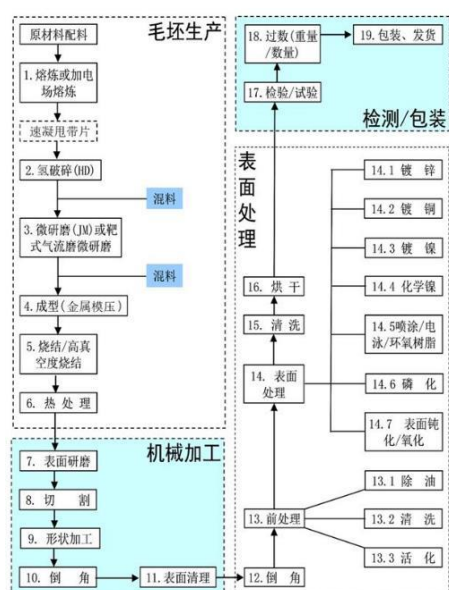 毛坯生产
原材料配料
1.熔炼或加电
场熔炼
速凝甩带片
2.氢破碎(HD)
混料
3.微研磨(JM)或靶
式气流磨微研磨
混料
4.成型(金属模压)
5.烧结/高真
空度烧结
6.热处理
机械加工
7.表面研磨
8.切割
9.形状加工
10.倒角
11.表面清理
表面处理
12.倒角
13.前处理
13.1 除油
13.2 清洗
13.3 活化
14.表面
处理
14.1 镀锌
14.2 镀铜
14.3 镀镍
14.4 化学镍
14.5喷涂/电
泳/环氧树脂
14.6 磷化
14.7 表面钝
化/氧化
15.清洗
16.烘干
检测/包装
17.检验/试验
18.过数(重量
/数量)
19.包装、发货